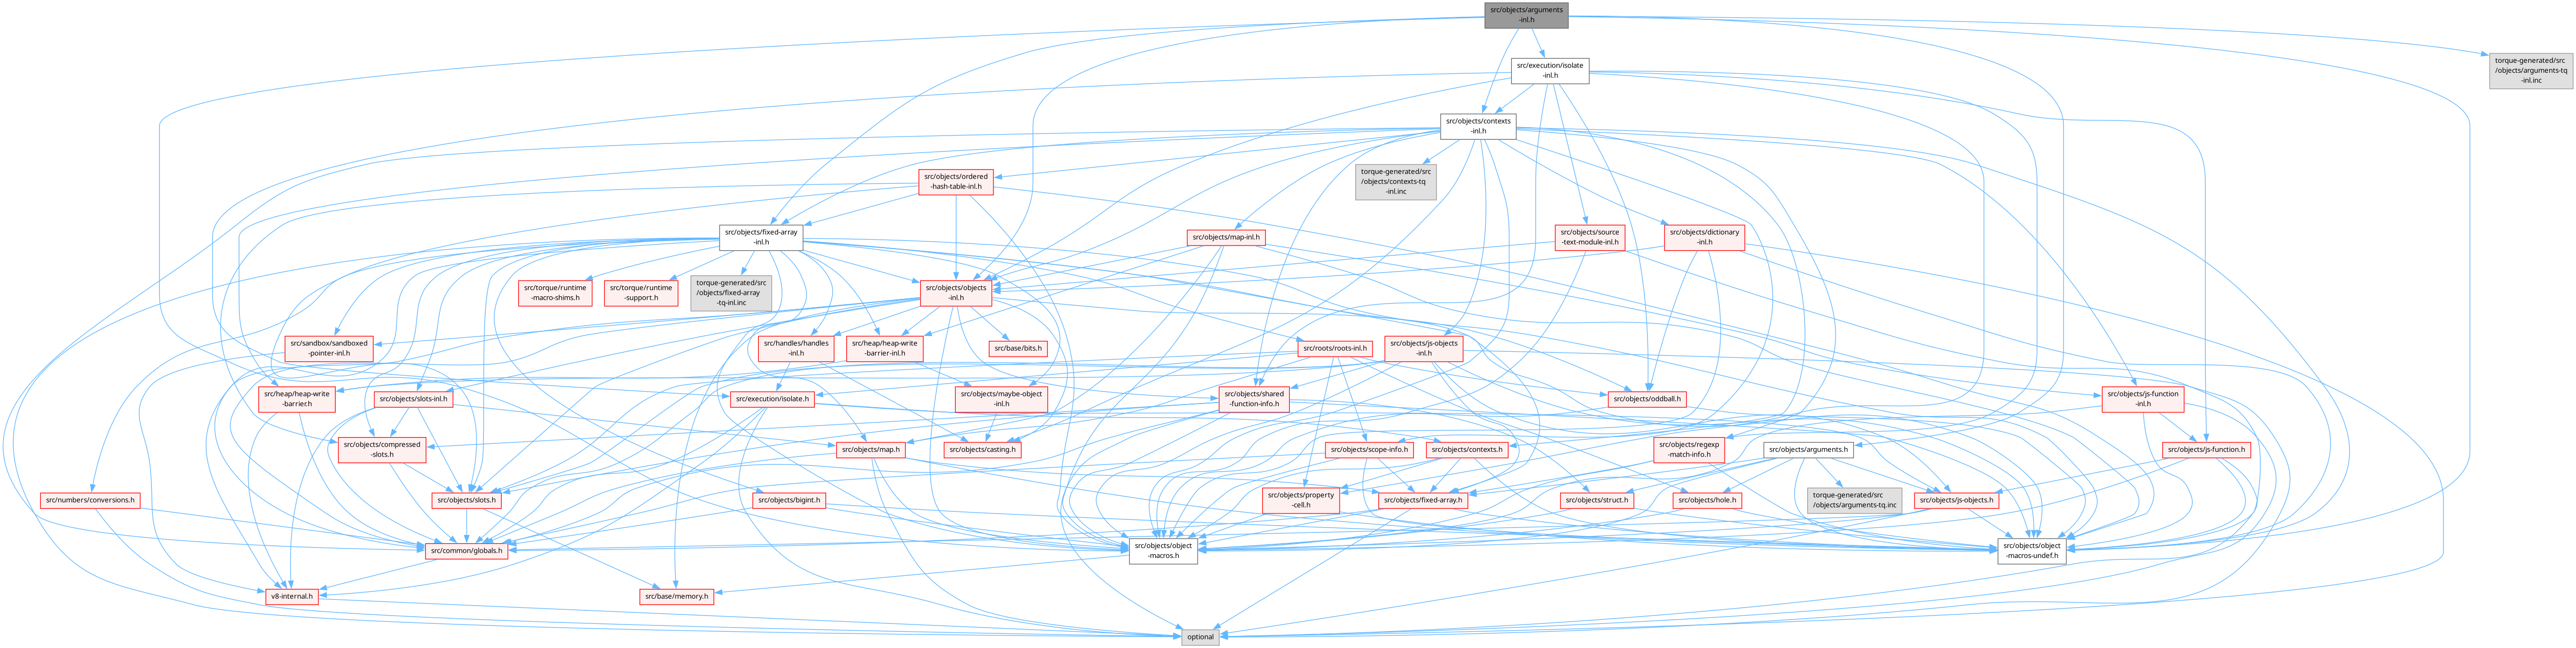 src/objects/arguments
-inl.h
src/execution/isolate
-inl.h
torque-generated/src
/objects/arguments-tq
-inl.inc
src/objects/contexts
-inl.h
src/objects/ordered
-hash-table-inl.h
torque-generated/src
/objects/contexts-tq
-inl.inc
src/objects/fixed-array
-inl.h
src/objects/map-inl.h
src/objects/source
-text-module-inl.h
src/objects/dictionary
-inl.h
src/torque/runtime
-macro-shims.h
src/torque/runtime
-support.h
torque-generated/src
/objects/fixed-array
-tq-inl.inc
src/objects/objects
-inl.h
src/sandbox/sandboxed
-pointer-inl.h
src/handles/handles
-inl.h
src/heap/heap-write
-barrier-inl.h
src/base/bits.h
src/roots/roots-inl.h
src/objects/js-objects
-inl.h
src/heap/heap-write
-barrier.h
src/objects/slots-inl.h
src/execution/isolate.h
src/objects/maybe-object
-inl.h
src/objects/shared
-function-info.h
src/objects/oddball.h
src/objects/js-function
-inl.h
src/objects/compressed
-slots.h
src/objects/map.h
src/objects/casting.h
src/objects/scope-info.h
src/objects/contexts.h
src/objects/regexp
-match-info.h
src/objects/arguments.h
src/objects/js-function.h
src/numbers/conversions.h
src/objects/slots.h
src/objects/bigint.h
src/objects/property
-cell.h
src/objects/fixed-array.h
src/objects/struct.h
src/objects/hole.h
torque-generated/src
/objects/arguments-tq.inc
src/objects/js-objects.h
src/common/globals.h
src/objects/object
-macros.h
src/objects/object
-macros-undef.h
v8-internal.h
src/base/memory.h
optional